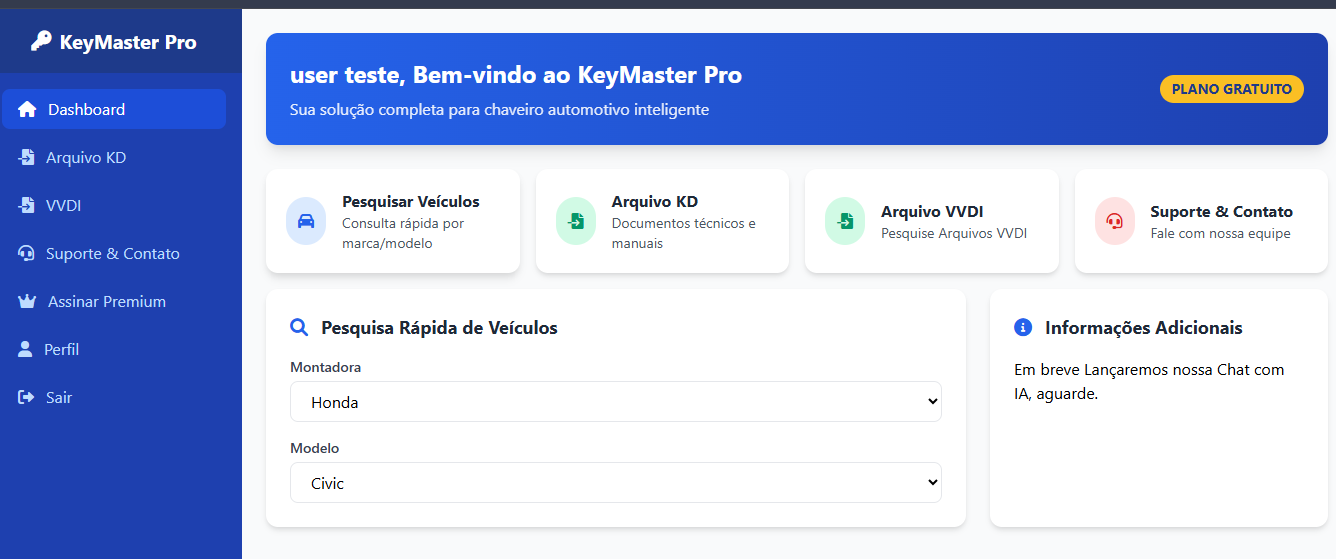 KeyMaster Pro
Dashboard
Arquivo KD
VVDI
Suporte & Contato
Assinar Premium
Perfil
Sair
user teste, Bem-vindo ao KeyMaster Pro
Sua solução completa para chaveiro automotivo inteligente
PLANO GRATUITO
Pesquisar Veículos
Consulta rápida por
marca/modelo
Arquivo KD
Documentos técnicos e
manuais
Arquivo VVDI
Pesquise Arquivos VVDI
Suporte & Contato
Fale com nossa equipe
Pesquisa Rápida de Veículos
Montadora
Honda
Modelo
Civic
Informações Adicionais
Em breve Lançaremos nossa Chat com
IA, aguarde.